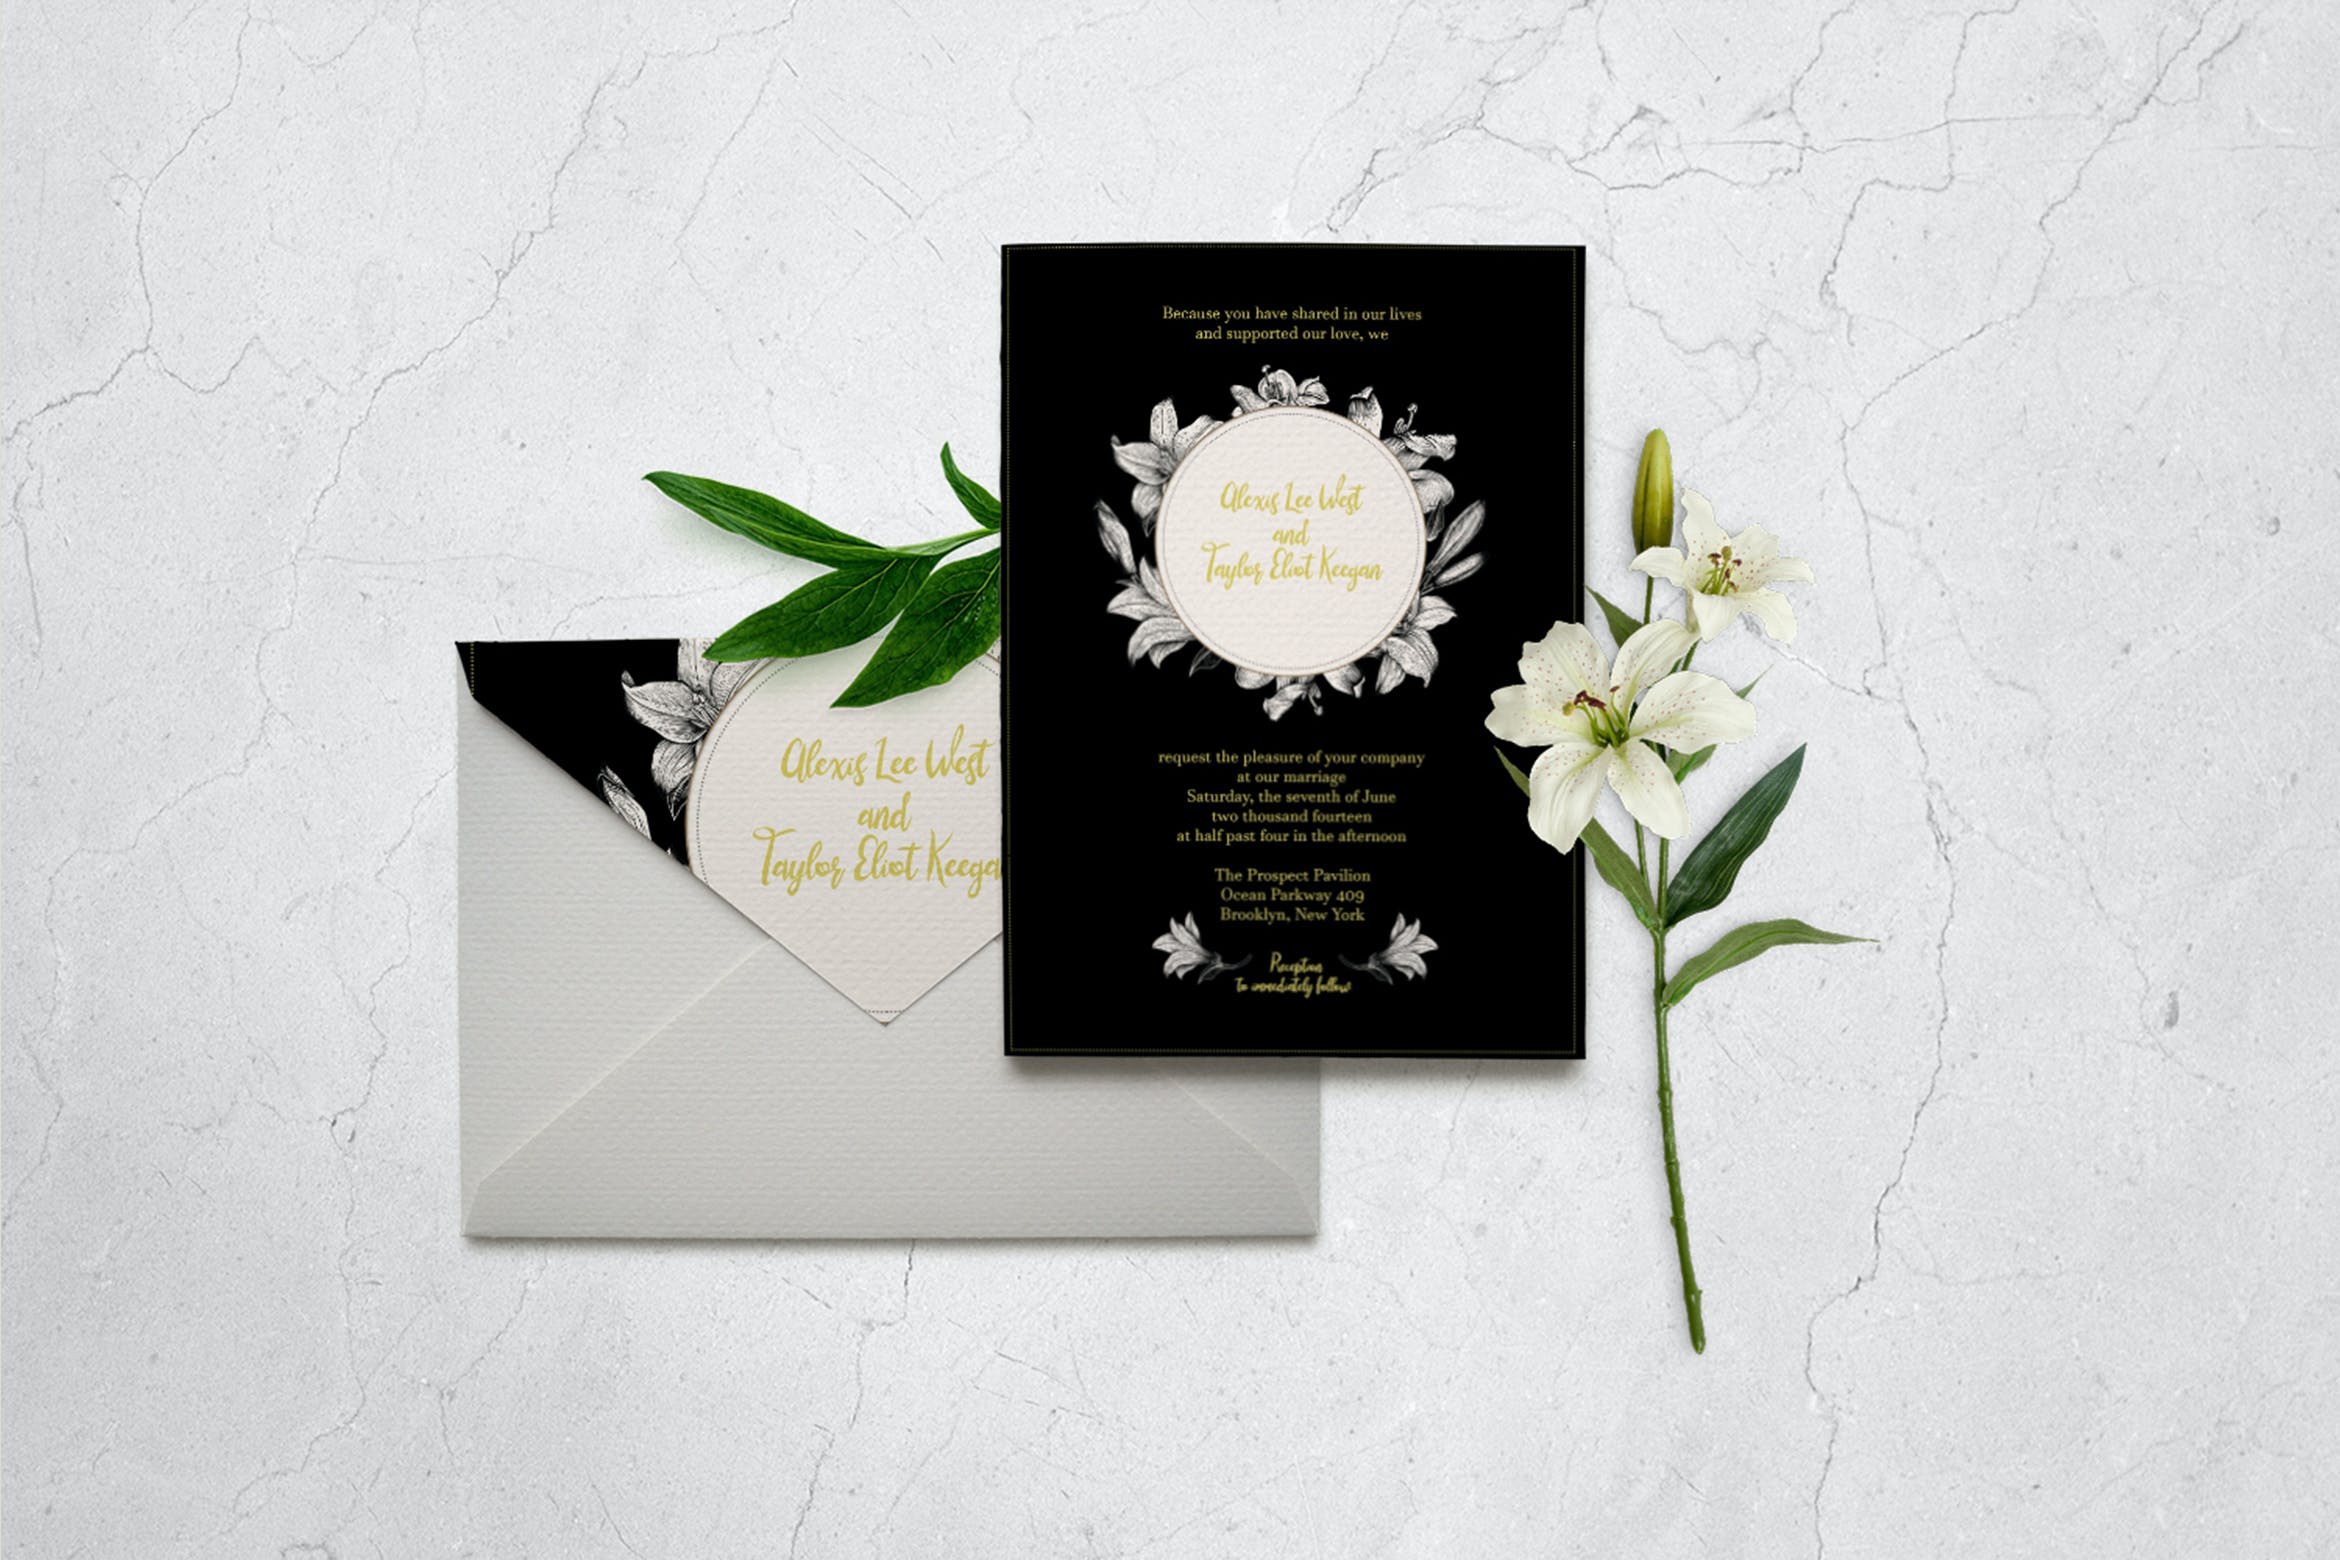 Because you have shared in our lives
and supported our love, we
Alexis Lee West
and
Taylor Eliot Keegan
request the pleasure of your company
at our marriage
Saturday, the seventh of June
two thousand fourteen
at half past four in the afternoon
The Prospect Pavilion
Ocean Parkway 409
Brooklyn, New York
Reception
to immediately follow
Alexis Lee West
and
Taylor Eliot Keega